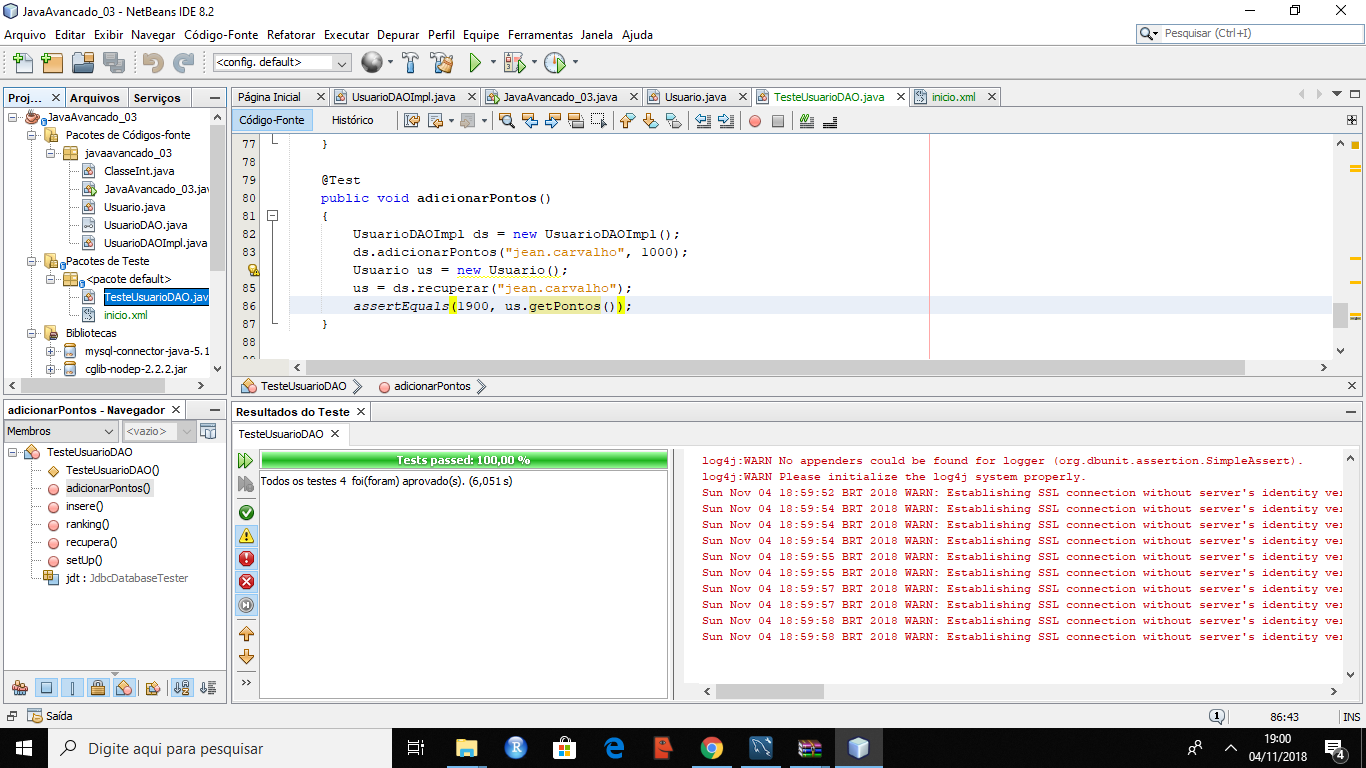 JavaAvancado_03 - NetBeans IDE 8.2
Arquivo Editar Exibir Navegar Código-Fonte Refatorar Executar Depurar Perfil Equipe Ferramentas Janela Ajuda
Pesquisar (Ctrl+I)
<config. default>
Proj... Arquivos Serviços
JavaAvancado_03
Pacotes de Códigos-fonte
javaavancado_03
ClasseInt.java
JavaAvancado_03.jav
Usuario.java
UsuarioDAO.java
UsuarioDAOImpl.java
Pacotes de Teste
<pacote default>
TesteUsuarioDAO.jav
inicio.xml
Bibliotecas
mysql-connector-java-5.1
cglib-nodep-2.2.2.jar
Página Inicial UsuarioDAOImpl.java JavaAvancado_03.java Usuario.java TesteUsuarioDAO.java inicio.xml
Código-Fonte Histórico
77 }
78
79 @Test
80 public void adicionarPontos()
81 {
82 UsuarioDAOImpl ds = new UsuarioDAOImpl();
83 ds.adicionarPontos("jean.carvalho", 1000);
Usuario us = new Usuario();
85 us = ds.recuperar("jean.carvalho");
86 assertEquals(1900, us.getPontos());
87 }
88
TesteUsuarioDAO adicionarPontos
adicionarPontos - Navegador
Membros <vazio>
TesteUsuarioDAO
TesteUsuarioDAO()
adicionarPontos()
insere()
ranking()
recupera()
setUp()
jdt : JdbcDatabaseTester
Resultados do Teste
TesteUsuarioDAO
Tests passed: 100,00 %
Todos os testes 4 foi(foram) aprovado(s). (6,051 s)
log4j:WARN No appenders could be found for logger (org.dbunit.assertion.SimpleAssert).
log4j:WARN Please initialize the log4j system properly.
Sun Nov 04 18:59:52 BRT 2018 WARN: Establishing SSL connection without server's identity ver
Sun Nov 04 18:59:54 BRT 2018 WARN: Establishing SSL connection without server's identity ver
Sun Nov 04 18:59:54 BRT 2018 WARN: Establishing SSL connection without server's identity ver
Sun Nov 04 18:59:54 BRT 2018 WARN: Establishing SSL connection without server's identity ver
Sun Nov 04 18:59:55 BRT 2018 WARN: Establishing SSL connection without server's identity ver
Sun Nov 04 18:59:55 BRT 2018 WARN: Establishing SSL connection without server's identity ver
Sun Nov 04 18:59:57 BRT 2018 WARN: Establishing SSL connection without server's identity ver
Sun Nov 04 18:59:57 BRT 2018 WARN: Establishing SSL connection without server's identity ver
Sun Nov 04 18:59:58 BRT 2018 WARN: Establishing SSL connection without server's identity ver
Sun Nov 04 18:59:58 BRT 2018 WARN: Establishing SSL connection without server's identity ver
Saída
1 86:43 INS
Digite aqui para pesquisar
19:00
04/11/2018
4